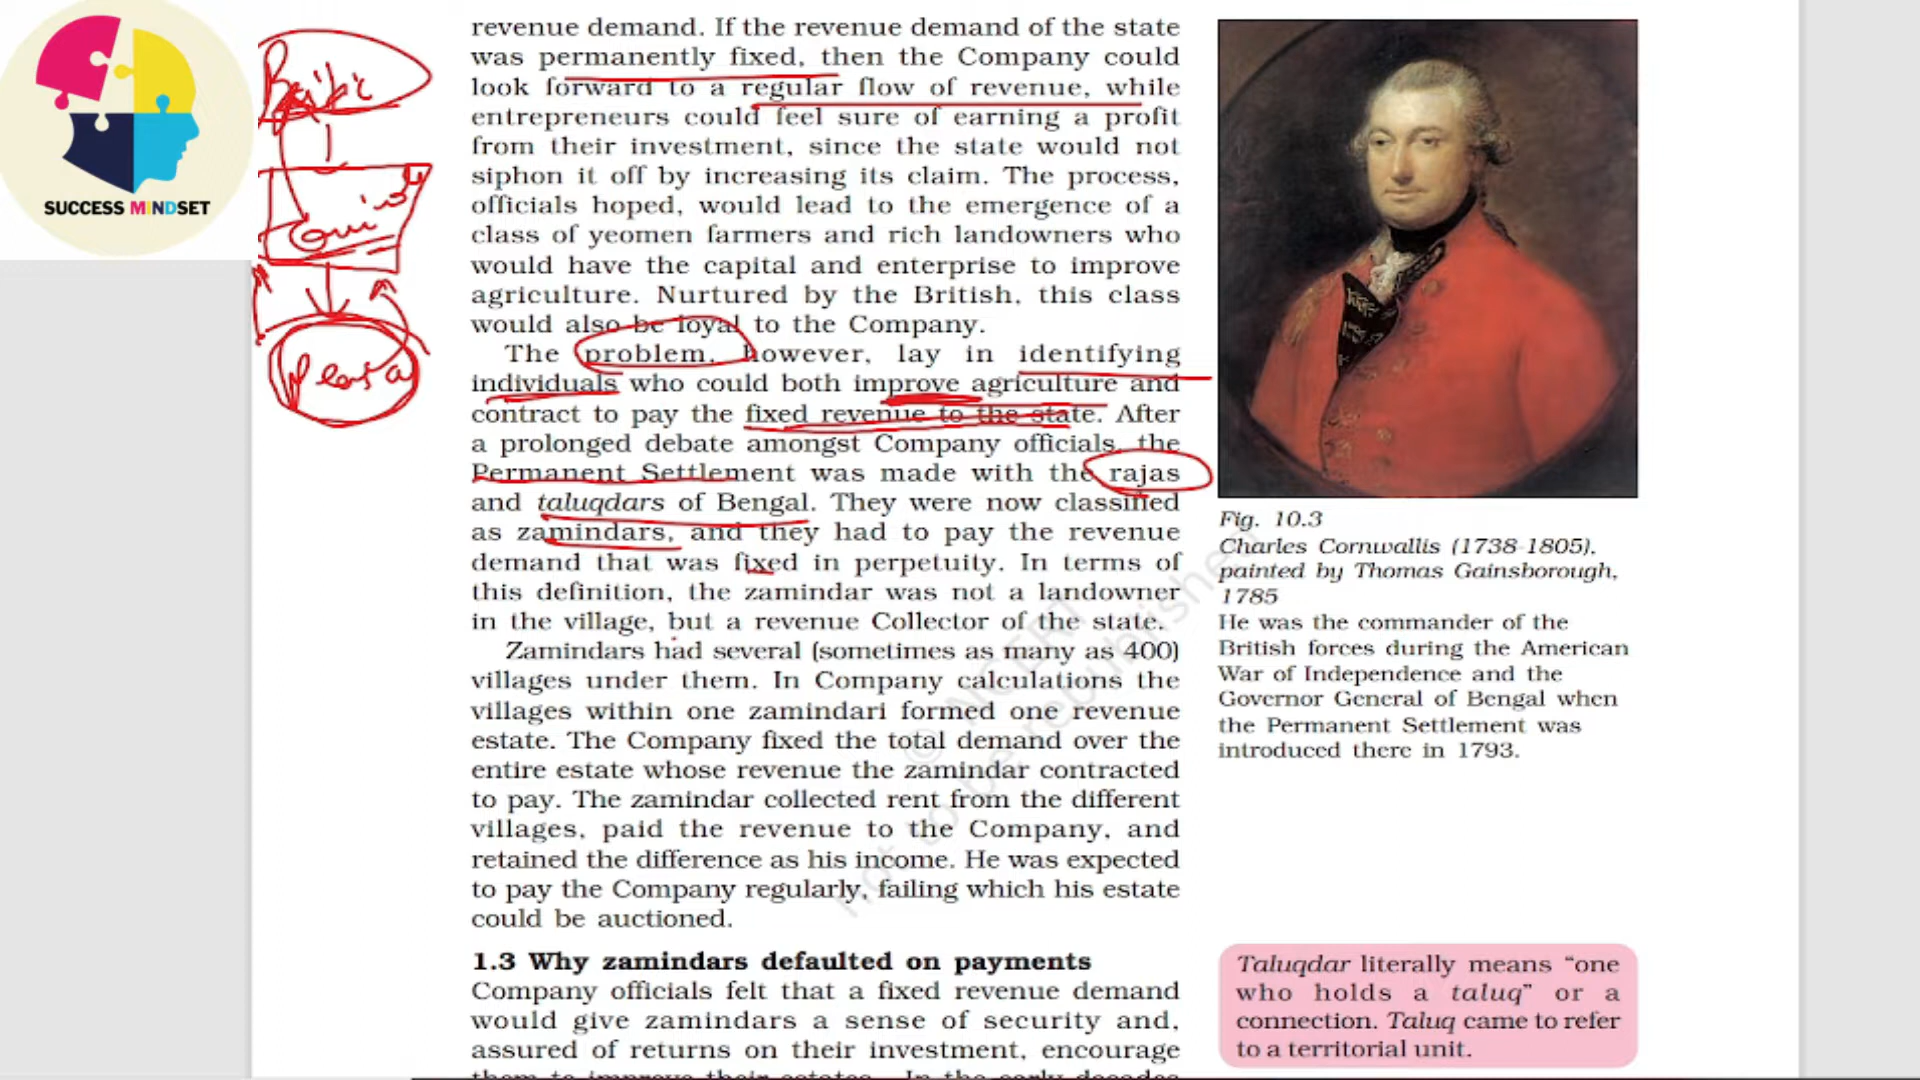 SUCCESS MINDSET
revenue demand. If the revenue demand of the state
was permanently fixed, then the Company could
look forward to a regular flow of revenue, while
entrepreneurs could feel sure of earning a profit
from their investment, since the state would not
siphon it off by increasing its claim. The process,
officials hoped, would lead to the emergence of a
class of yeomen farmers and rich landowners who
would have the capital and enterprise to improve
agriculture. Nurtured by the British, this class
would also be loyal to the Company.
The problem, however, lay in identifying
individuals who could both improve agriculture and
contract to pay the fixed revenue to the state. After
a prolonged debate amongst Company officials, the
Permanent Settlement was made with the rajas
and taluqdars of Bengal. They were now classified
as zamindars, and they had to pay the revenue
demand that was fixed in perpetuity. In terms of
this definition, the zamindar was not a landowner
in the village, but a revenue Collector of the state.
Zamindars had several (sometimes as many as 400)
villages under them. In Company calculations the
villages within one zamindari formed one revenue
estate. The Company fixed the total demand over the
entire estate whose revenue the zamindar contracted
to pay. The zamindar collected rent from the different
villages, paid the revenue to the Company, and
retained the difference as his income. He was expected
to pay the Company regularly, failing which his estate
could be auctioned.
1.3 Why zamindars defaulted on payments
Company officials felt that a fixed revenue demand
would give zamindars a sense of security and,
assured of returns on their investment, encourage
them to improve their estates. In the early decades
Fig. 10.3
Charles Cornwallis (1738-1805),
painted by Thomas Gainsborough,
1785
He was the commander of the
British forces during the American
War of Independence and the
Governor General of Bengal when
the Permanent Settlement was
introduced there in 1793.
Taluqdar literally means “one
who holds a taluq” or a
connection. Taluq came to refer
to a territorial unit.
© NCERT
not to be republished